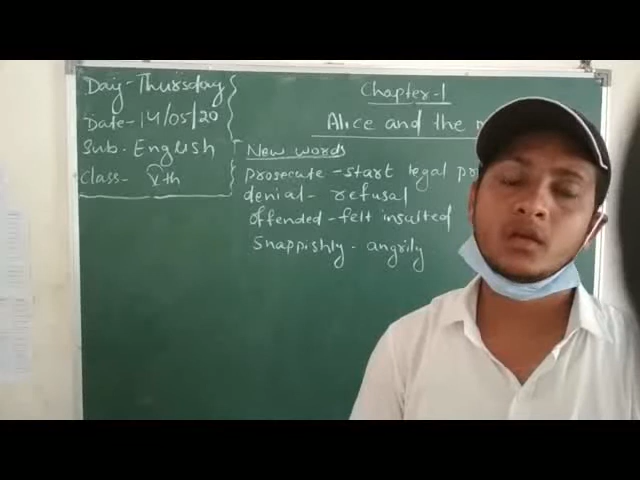 Day - Thursday
Date - 14/05/20
Sub. English
Class - Vth
Chapter - 1
Alice and the
New words
Prosecute - start legal
denial - refusal
Offended - felt insulted
Snappishly - angrily